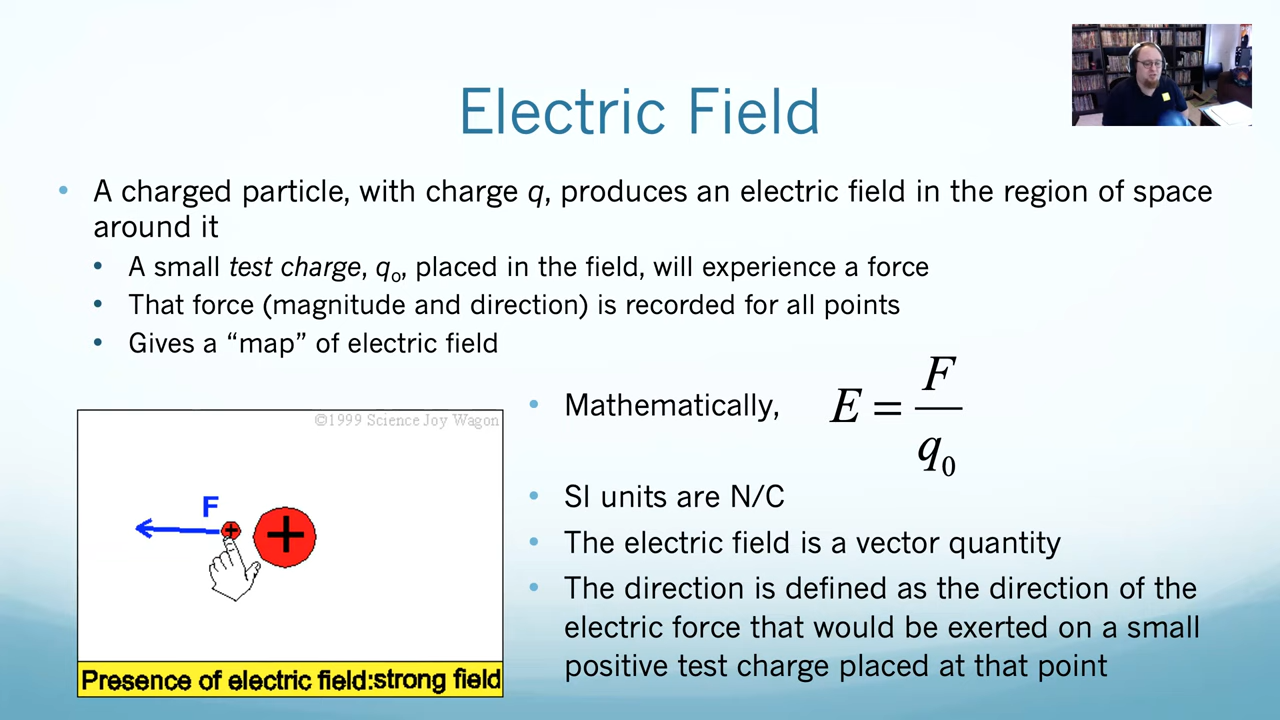 Electric Field
• A charged particle, with charge q, produces an electric field in the region of space
around it
• A small test charge, q₀, placed in the field, will experience a force
• That force (magnitude and direction) is recorded for all points
• Gives a “map” of electric field
• Mathematically, E = F / q₀
©1999 Science Joy Wagon
F
+ +
Presence of electric field:strong field
• SI units are N/C
• The electric field is a vector quantity
• The direction is defined as the direction of the
electric force that would be exerted on a small
positive test charge placed at that point